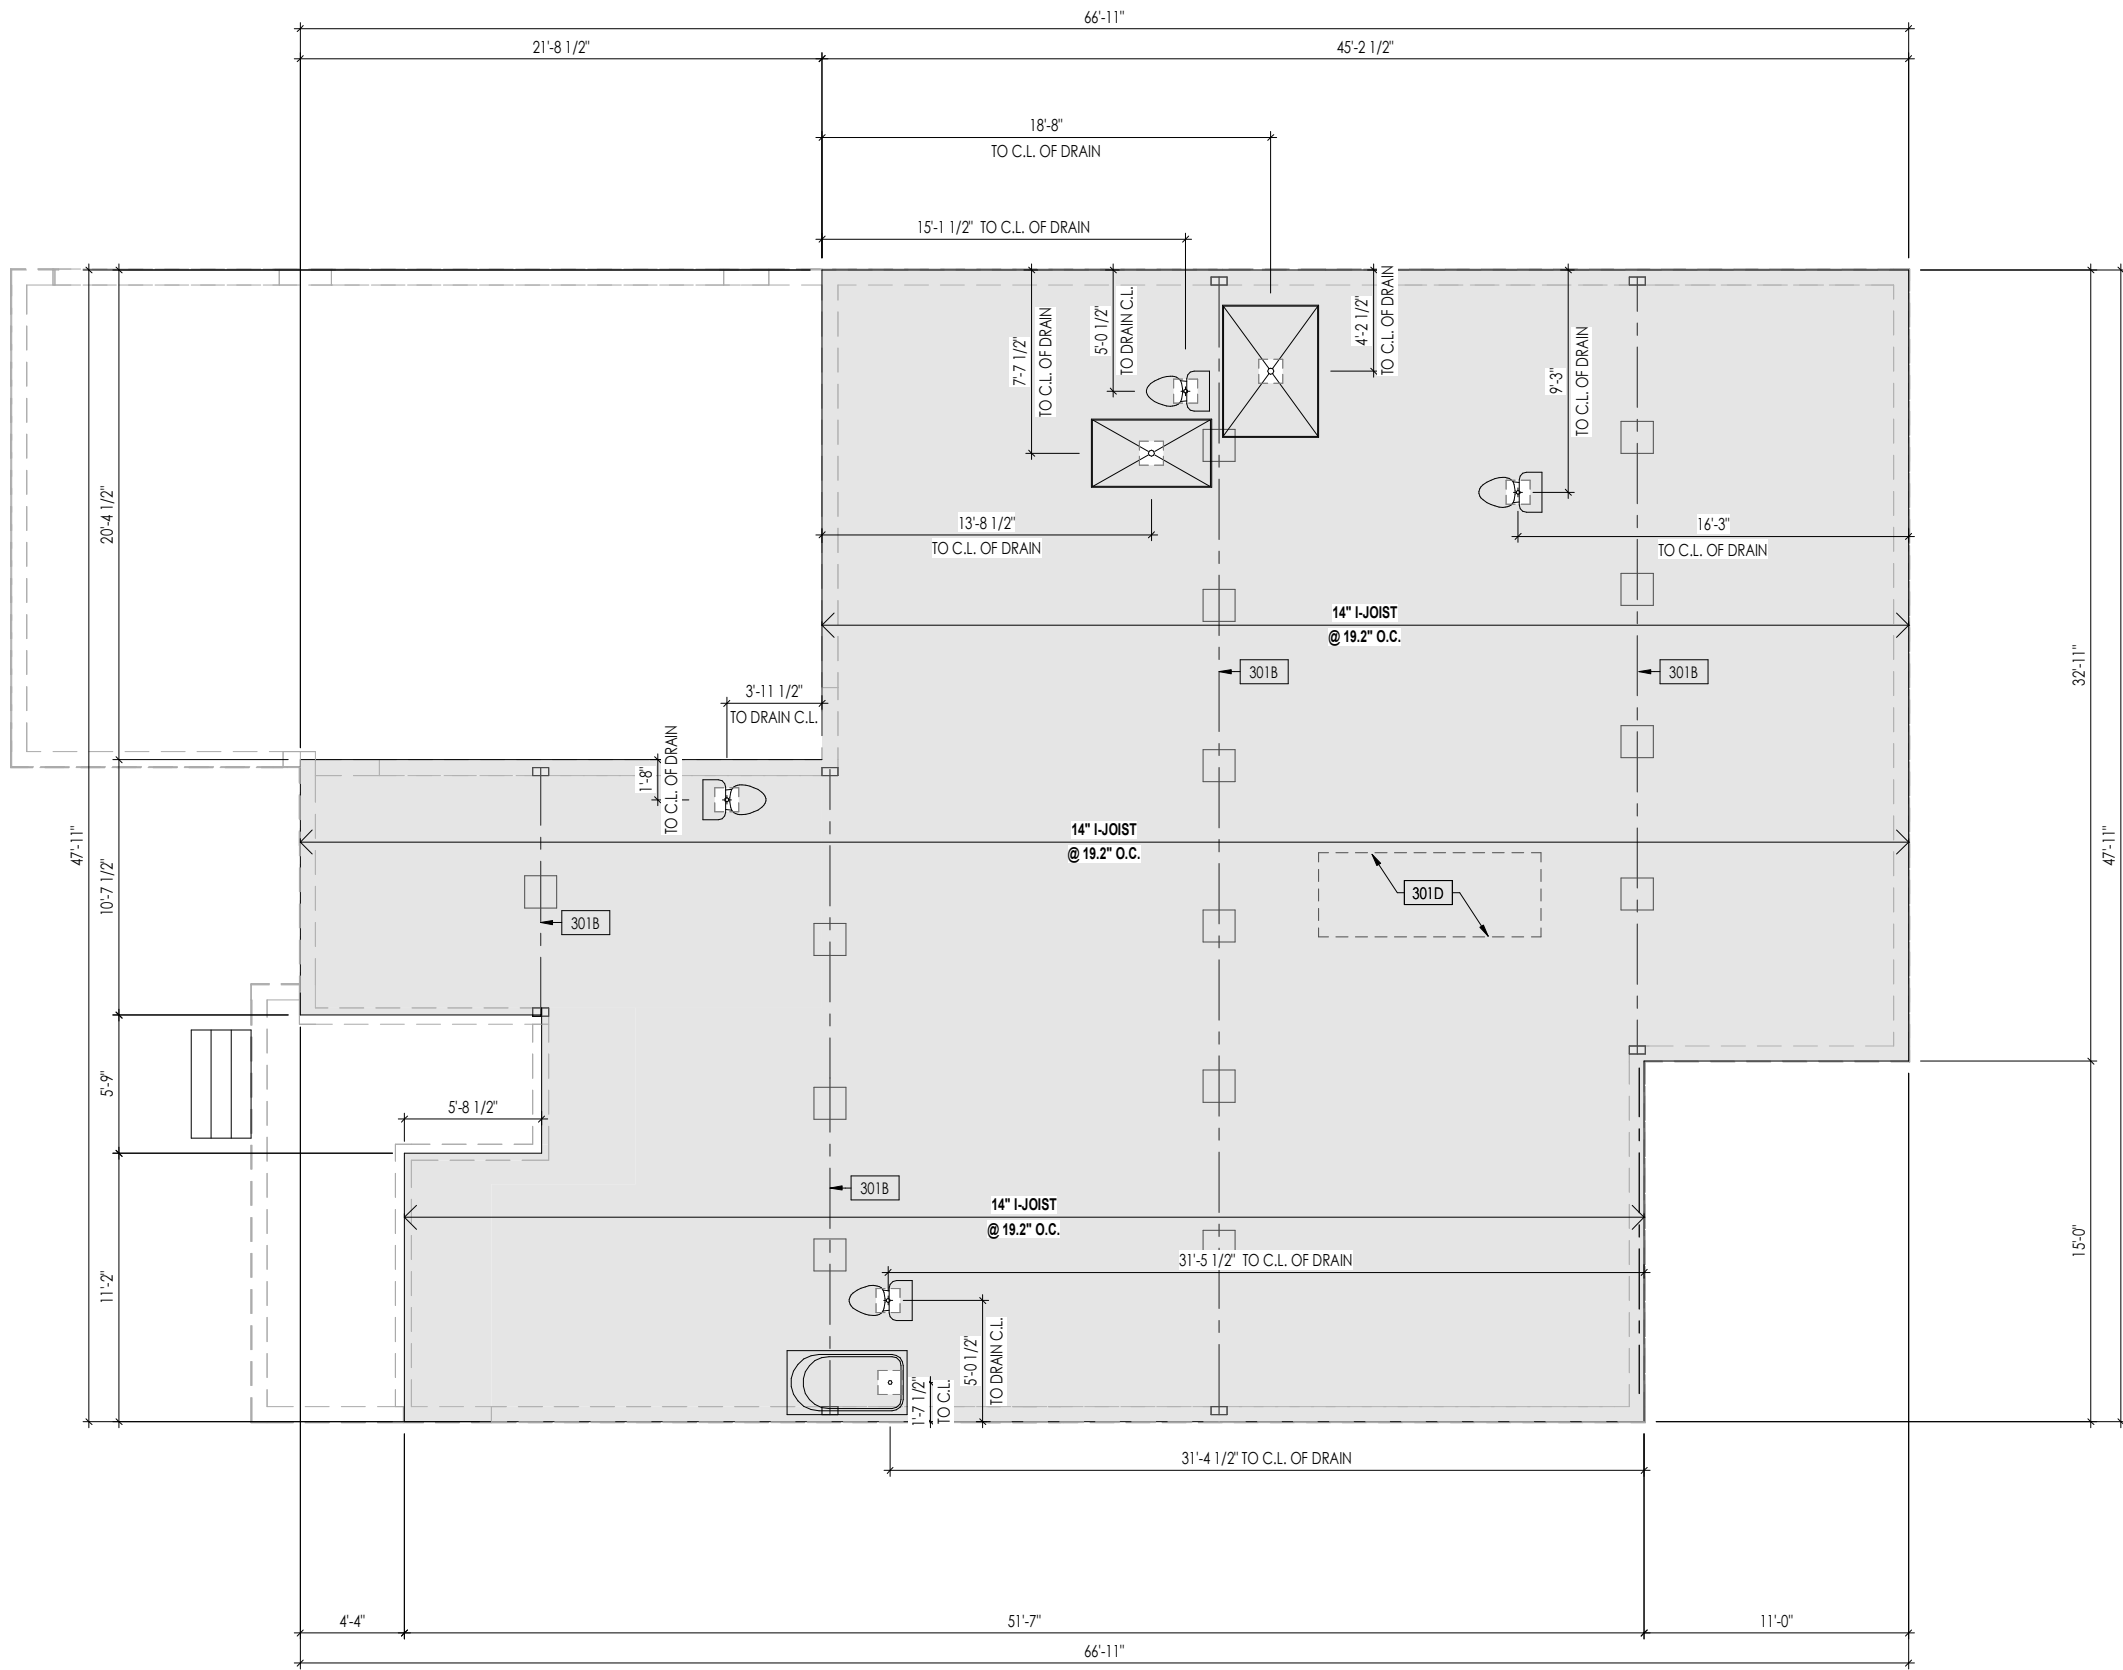 66'-11"
21'-8 1/2"
45'-2 1/2"
18'-8"
TO C.L. OF DRAIN
15'-1 1/2" TO C.L. OF DRAIN
7'-7 1/2"
TO C.L. OF DRAIN
5'-0 1/2"
TO DRAIN C.L.
4'-2 1/2"
TO C.L. OF DRAIN
9'-3"
TO C.L. OF DRAIN
20'-4 1/2"
13'-8 1/2"
TO C.L. OF DRAIN
16'-3"
TO C.L. OF DRAIN
14" I-JOIST
@ 19.2" O.C.
301B
301B
32'-11"
3'-11 1/2"
TO DRAIN C.L.
1'-8"
TO C.L. OF DRAIN
47'-11"
14" I-JOIST
@ 19.2" O.C.
47'-11"
10'-7 1/2"
301D
301B
5'-9"
5'-8 1/2"
301B
14" I-JOIST
@ 19.2" O.C.
15'-0"
31'-5 1/2" TO C.L. OF DRAIN
11'-2"
5'-0 1/2"
TO DRAIN C.L.
1'-7 1/2"
TO C.L.
31'-4 1/2" TO C.L. OF DRAIN
4'-4"
51'-7"
11'-0"
66'-11"